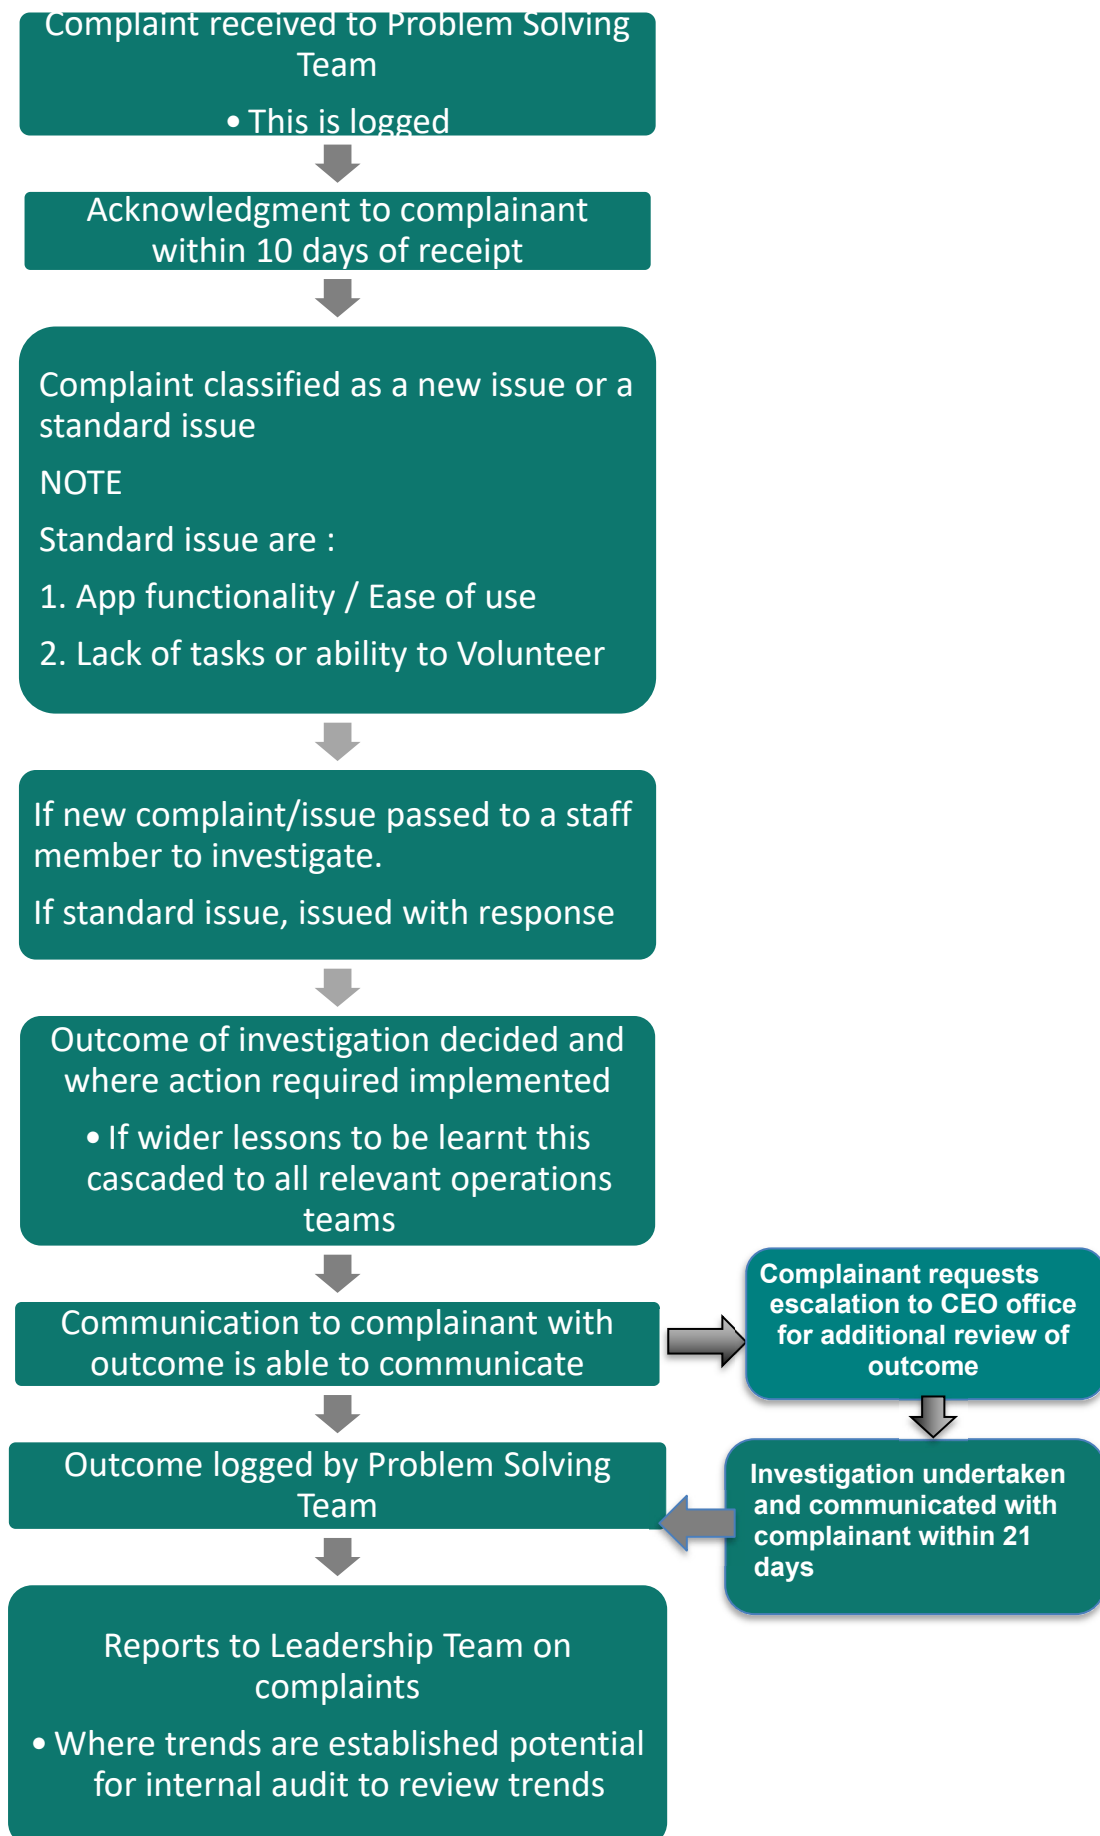 Complaint received to Problem Solving
Team
• This is logged
Acknowledgment to complainant
within 10 days of receipt
Complaint classified as a new issue or a
standard issue
NOTE
Standard issue are :
1. App functionality / Ease of use
2. Lack of tasks or ability to Volunteer
If new complaint/issue passed to a staff
member to investigate.
If standard issue, issued with response
Outcome of investigation decided and
where action required implemented
• If wider lessons to be learnt this
cascaded to all relevant operations
teams
Communication to complainant with
outcome is able to communicate
Complainant requests
escalation to CEO office
for additional review of
outcome
Investigation undertaken
and communicated with
complainant within 21
days
Outcome logged by Problem Solving
Team
Reports to Leadership Team on
complaints
• Where trends are established potential
for internal audit to review trends